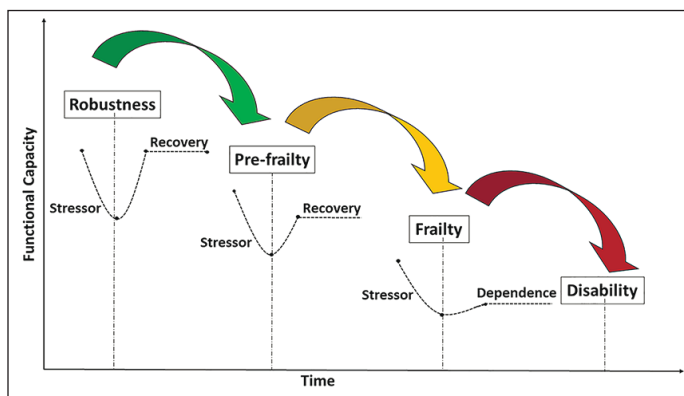 Robustness
Recovery
Stressor
Pre-frailty
Recovery
Stressor
Frailty
Stressor
Dependence
Disability
Functional Capacity
Time